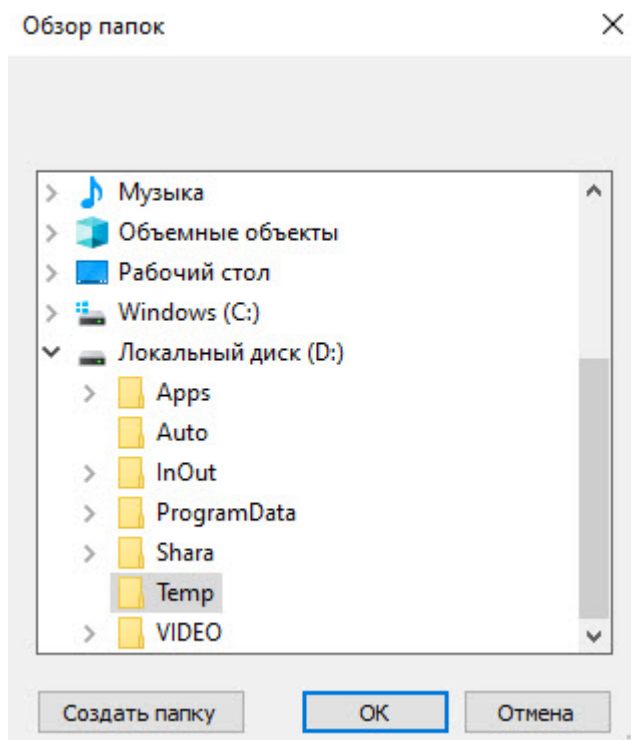 Обзор папок
Музыка
Объемные объекты
Рабочий стол
Windows (C:)
Локальный диск (D:)
Apps
Auto
InOut
ProgramData
Shara
Temp
VIDEO
Создать папку ОК Отмена